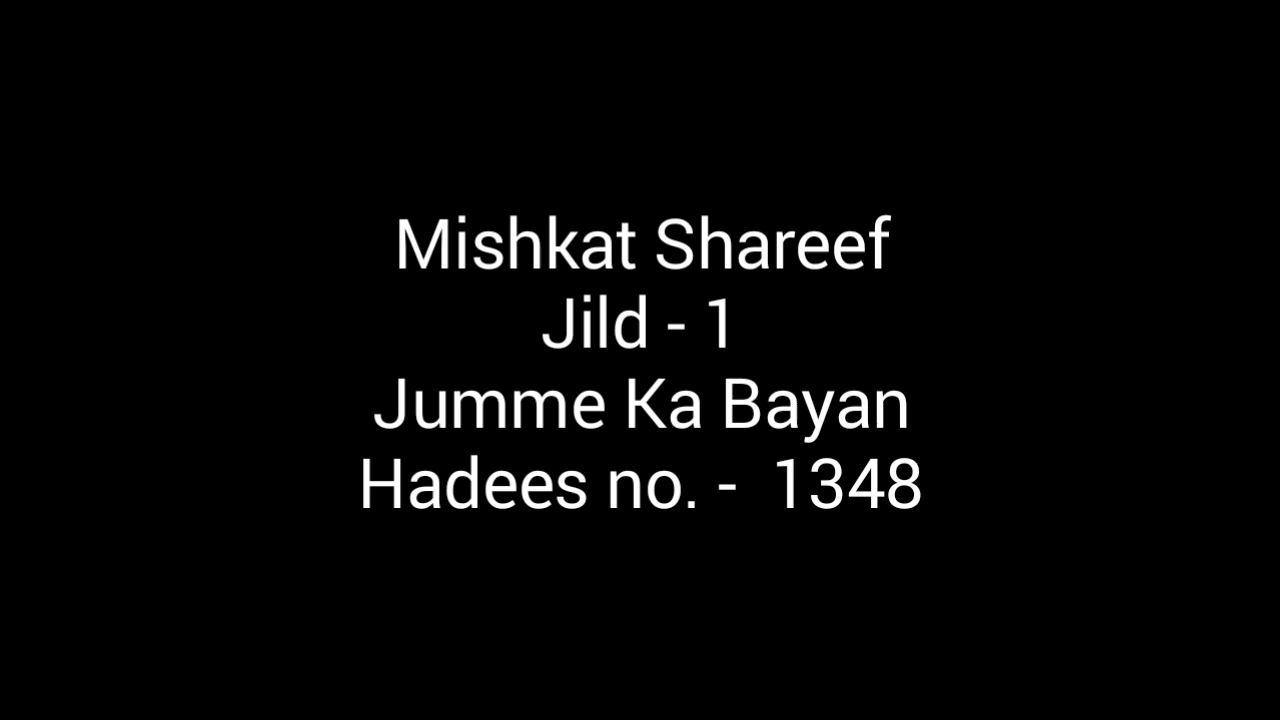 Mishkat Shareef
Jild - 1
Jumme Ka Bayan
Hadees no. -  1348